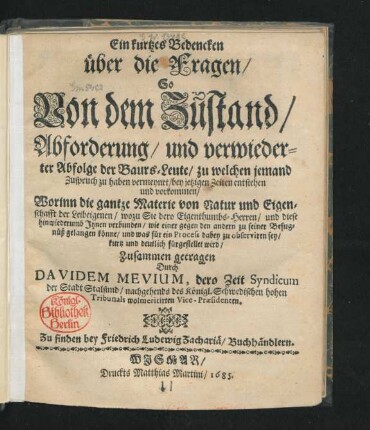 Ein kurtzes Bedencken
über die Fragen/
So
Von dem Zustand/
Abforderung/ und verwieder-
ter Abfolge der Baurs-Leute/ zu welchen jemand
Zuspruch zu haben vermeynet/ bey jetzigen Zeiten entstehen
und vorkommen/
Worinn die gantze Materie von Natur und Eigen-
schafft der Leibeigenen/ wozu Sie dero Eigenthumbs-Herren/ und diese
hinwiederumb Ihnen verbunden/ wie einer gegen den andern zu seiner Befug-
nüß gelangen könne/ und was für ein Proceß dabey zu observiren sey/
kurtz und deutlich fürgestellet wird/
Zusammen getragen
Durch
DAVIDEM MEVIUM, dero Zeit Syndicum
der Stadt Stralsund/ nachgehends des Königl. Schwedischen hohen
Tribunals wolmeritirten Vice-Præsidenten.
Königl.
Bibliothek
Berlin
Zu finden bey Friedrich Ludewig Zachariä/ Buchhändlern.
WISMAR/
Druckts Matthias Martini/ 1685.